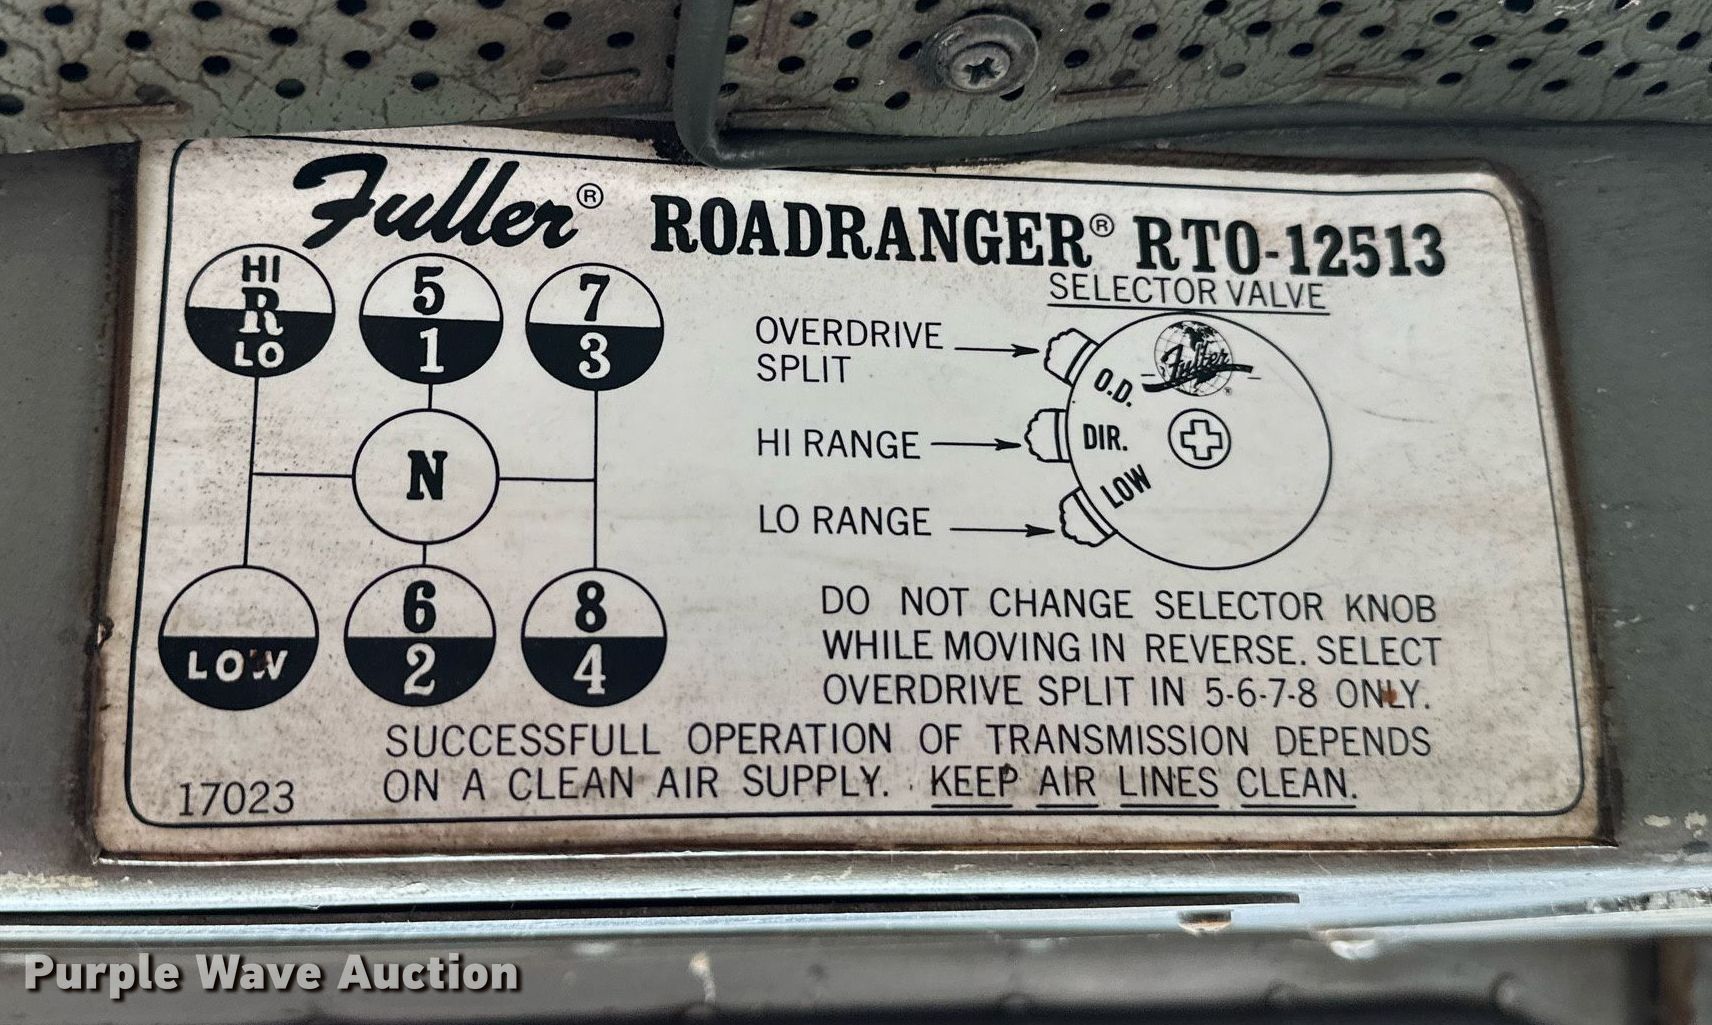 Fuller® ROADRANGER® RTO-12513
SELECTOR VALVE
HI
R
LO
5
1
7
3
N
LOW
6
2
8
4
OVERDRIVE
SPLIT
HI RANGE
LO RANGE
Fuller
O.D.
DIR.
LOW
DO NOT CHANGE SELECTOR KNOB
WHILE MOVING IN REVERSE. SELECT
OVERDRIVE SPLIT IN 5-6-7-8 ONLY.
SUCCESSFULL OPERATION OF TRANSMISSION DEPENDS
ON A CLEAN AIR SUPPLY. KEEP AIR LINES CLEAN.
17023
Purple Wave Auction